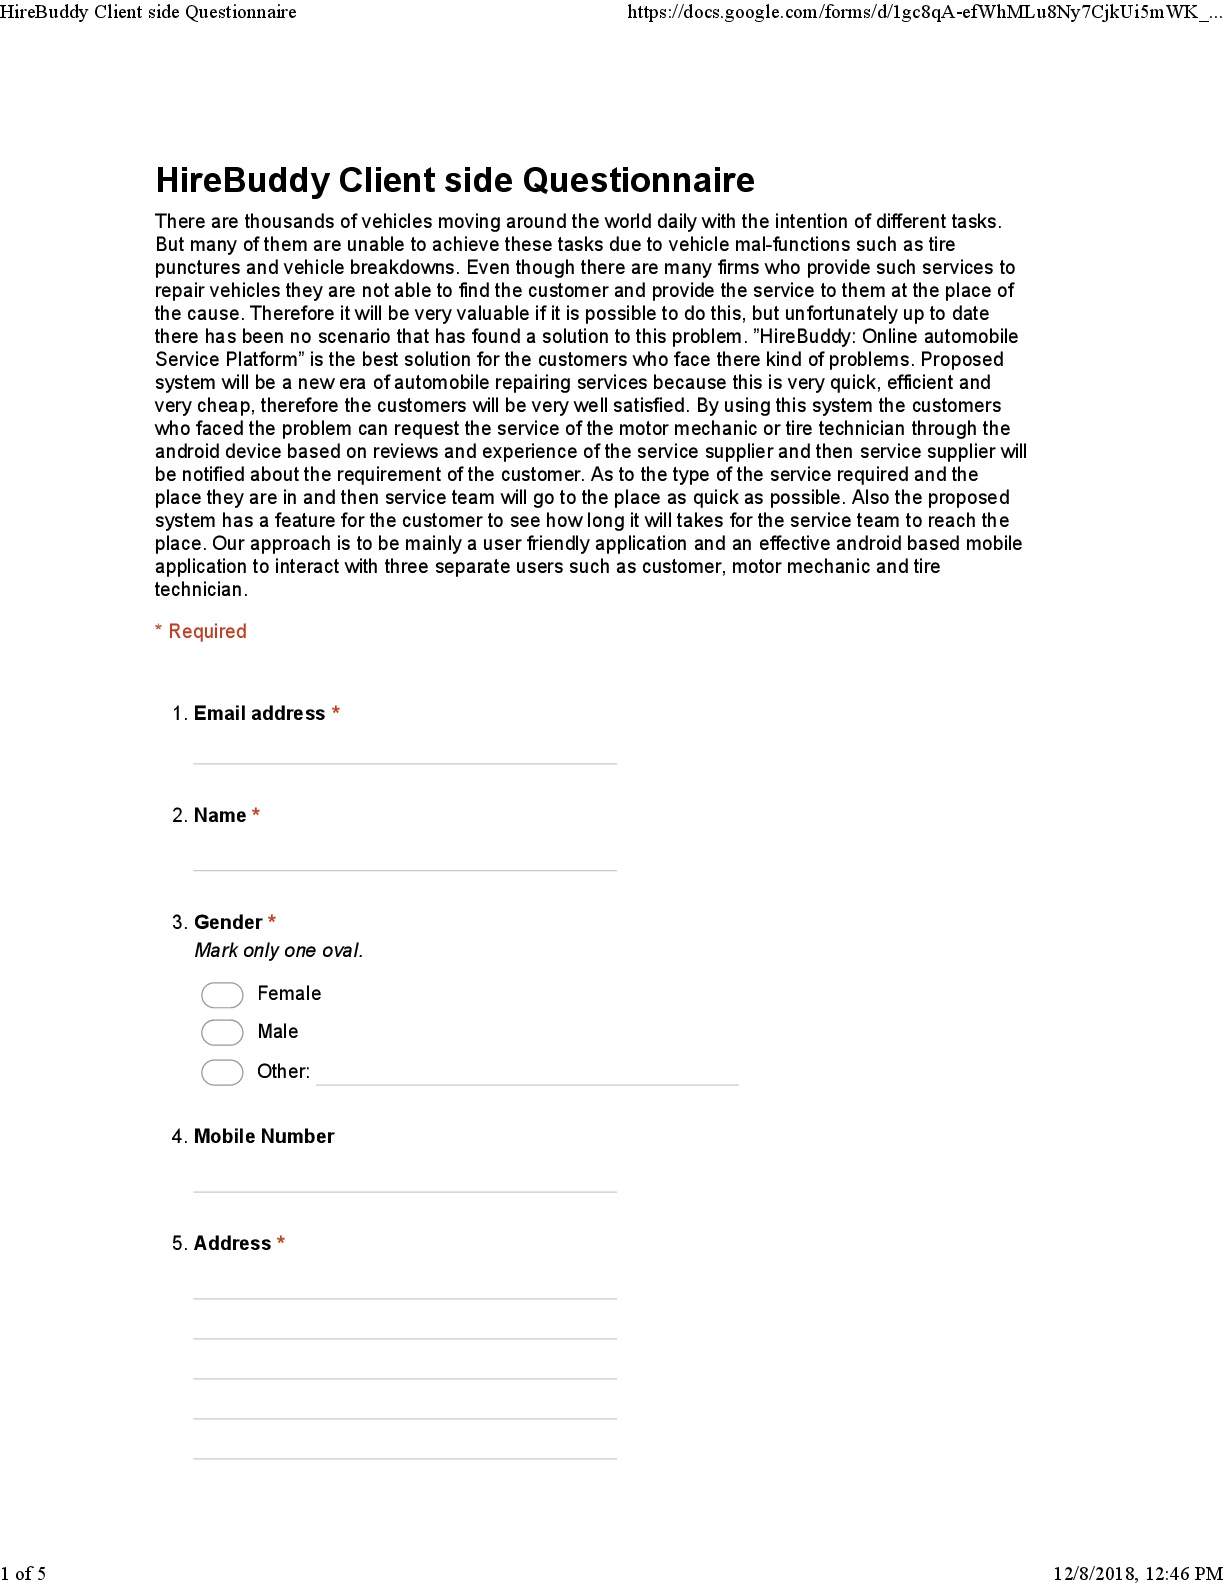 HireBuddy Client side Questionnaire https://docs.google.com/forms/d/1gc8qA-efWhMLu8Ny7CjkUi5mWK_...
HireBuddy Client side Questionnaire
There are thousands of vehicles moving around the world daily with the intention of different tasks.
But many of them are unable to achieve these tasks due to vehicle mal-functions such as tire
punctures and vehicle breakdowns. Even though there are many firms who provide such services to
repair vehicles they are not able to find the customer and provide the service to them at the place of
the cause. Therefore it will be very valuable if it is possible to do this, but unfortunately up to date
there has been no scenario that has found a solution to this problem. ”HireBuddy: Online automobile
Service Platform” is the best solution for the customers who face there kind of problems. Proposed
system will be a new era of automobile repairing services because this is very quick, efficient and
very cheap, therefore the customers will be very well satisfied. By using this system the customers
who faced the problem can request the service of the motor mechanic or tire technician through the
android device based on reviews and experience of the service supplier and then service supplier will
be notified about the requirement of the customer. As to the type of the service required and the
place they are in and then service team will go to the place as quick as possible. Also the proposed
system has a feature for the customer to see how long it will takes for the service team to reach the
place. Our approach is to be mainly a user friendly application and an effective android based mobile
application to interact with three separate users such as customer, motor mechanic and tire
technician.
* Required
1. Email address *
2. Name *
3. Gender *
Mark only one oval.
Female
Male
Other:
4. Mobile Number
5. Address *
1 of 5 12/8/2018, 12:46 PM